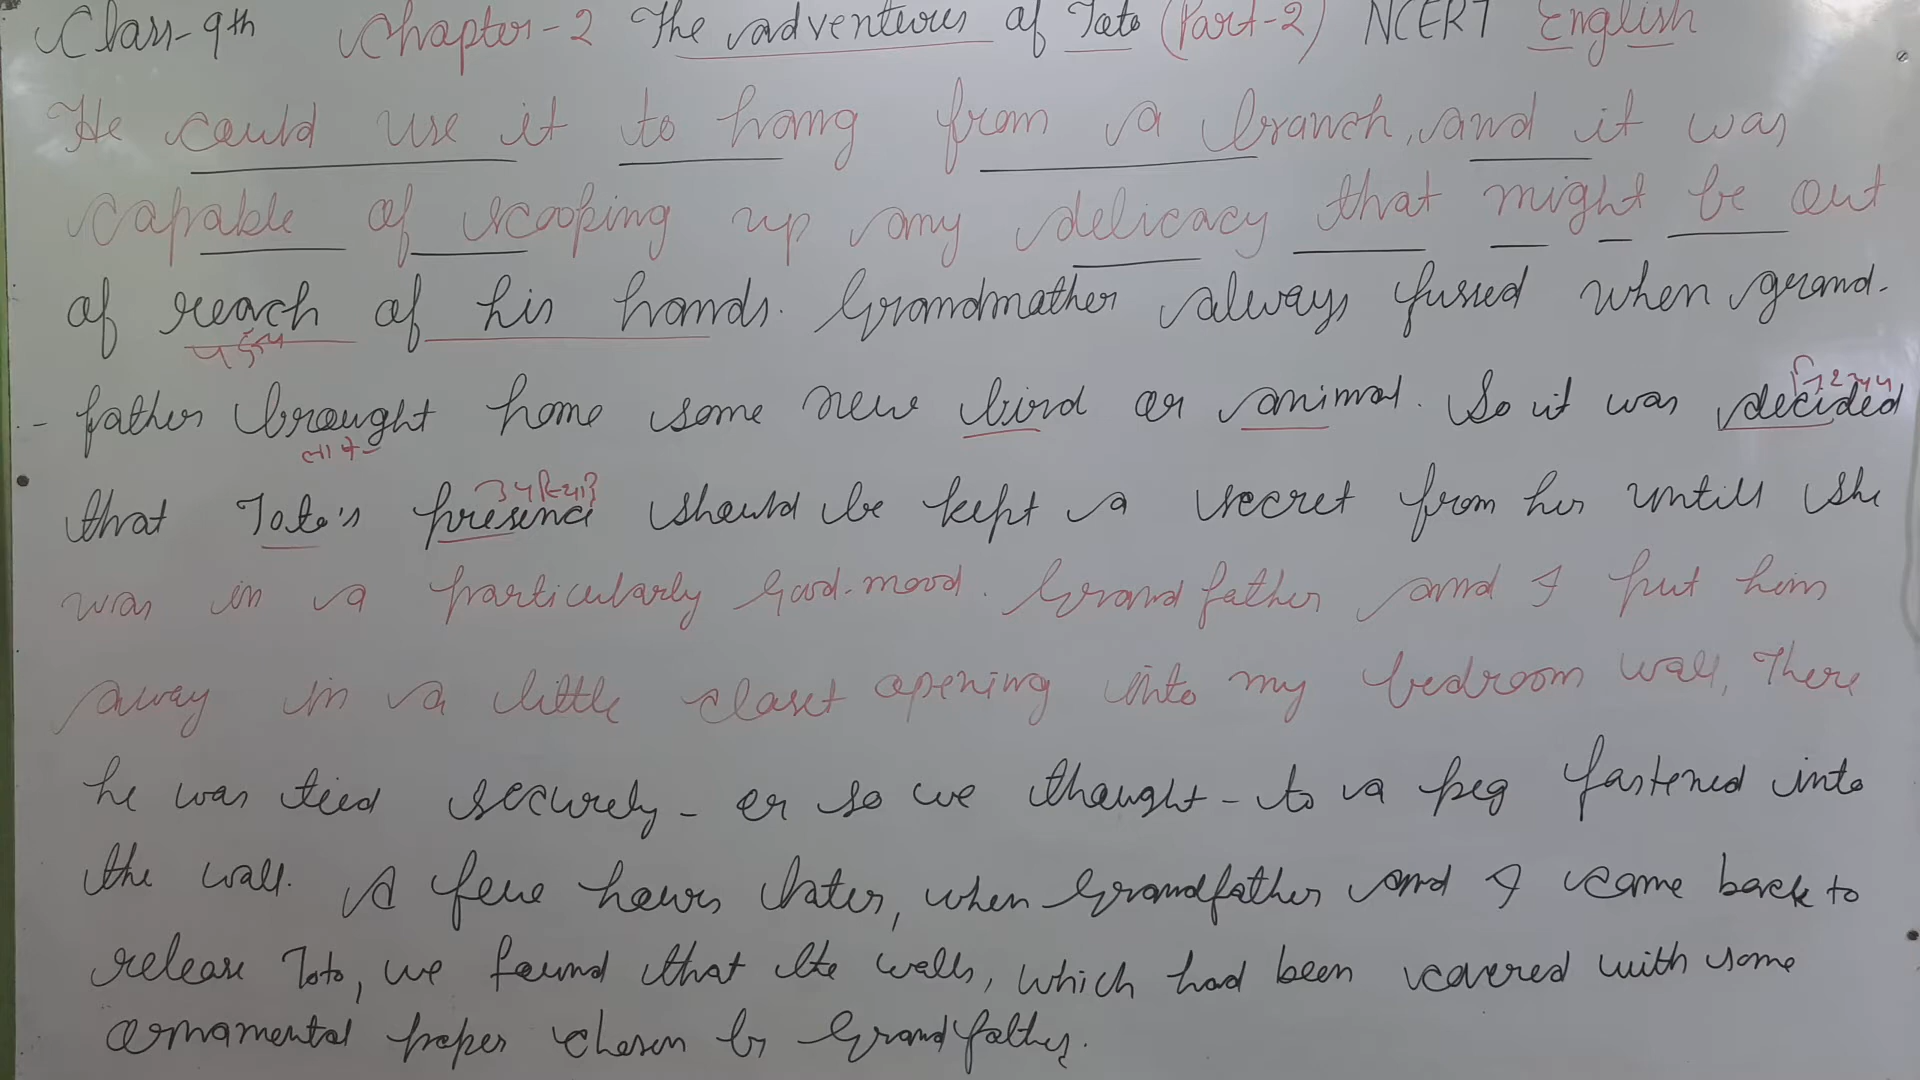 Class-9th Chapter-2 The adventures of Toto (Part-2) NCERT English
He could use it to hang from a branch, and it was
capable of scooping up any delicacy that might be out
of reach of his hands. Grandmother always fussed when grand-
पहुँच
- father brought home some new bird or animal. So it was decided
लाये
निश्चय
that Toto's presence should be kept a secret from her untill she
उपस्थिति
was in a particularly good-mood. Grandfather and I put him
away in a little closet opening into my bedroom wall, There
he was tied securely - or so we thought - to a peg fastened into
the wall. A few hours later, when Grandfather and I came back to
release Toto, we found that the walls, which had been covered with some
ornamental paper chosen by Grandfather.